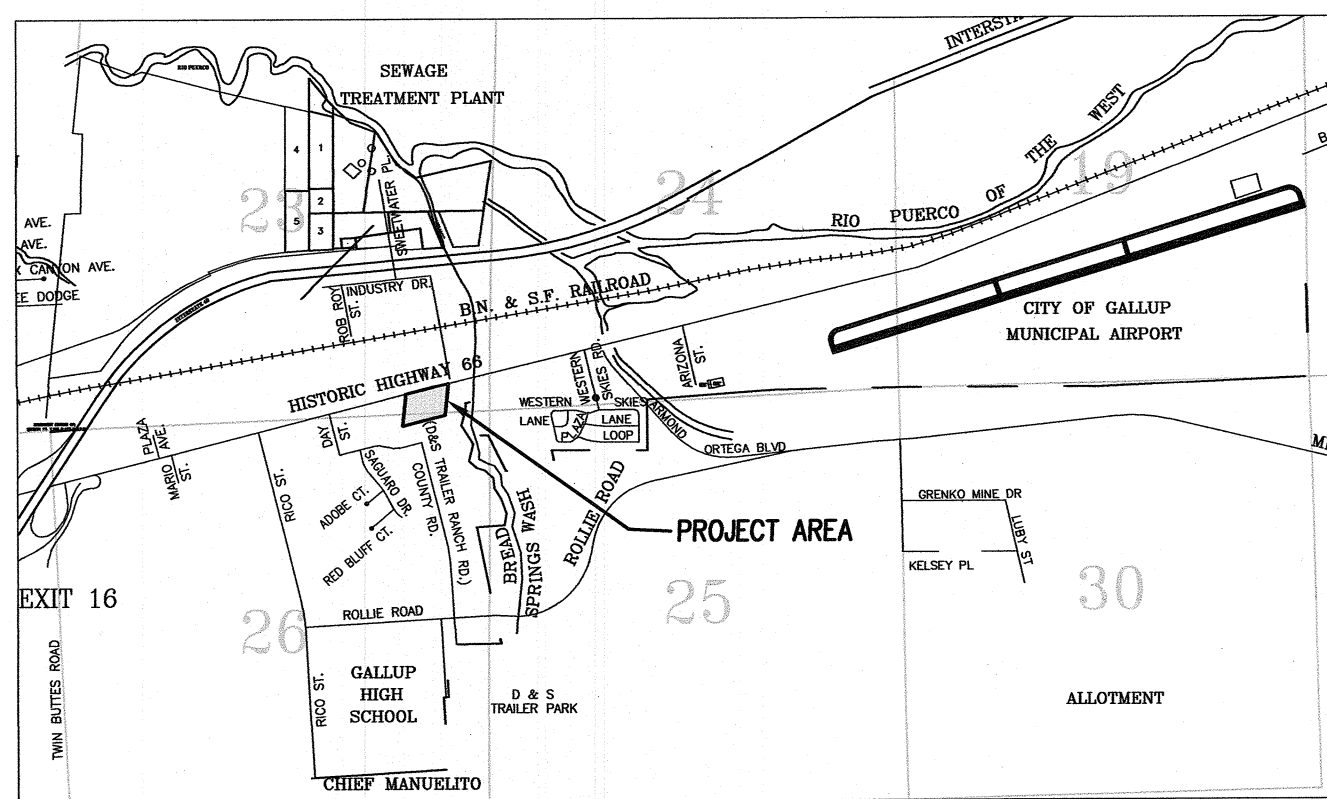 INTERSTA
RIO PUERCO
SEWAGE
TREATMENT PLANT
THE WEST
4
1
23
24
19
SWEETWATER PL.
2
5
3
RIO PUERCO OF
AVE.
AVE.
CANYON AVE.
EE DODGE
INDUSTRY DR.
ROB ROY
ST.
B.N. & S.F. RAILROAD
CITY OF GALLUP
MUNICIPAL AIRPORT
INTERSTATE 40
HISTORIC HIGHWAY 66
WESTERN
SKIES RD.
ARIZONA
ST.
PLAZA
AVE.
MARIO
ST.
DAY
ST.
WESTERN SKIES
LANE
LANE
PLAZA
LOOP
ARMOND
ORTEGA BLVD
RICO ST.
SAGUARO DR.
ADOBE CT.
RED BLUFF CT.
COUNTY RD.
(D&S TRAILER RANCH RD.)
BREAD
SPRINGS WASH
ROLLIE ROAD
PROJECT AREA
GRENKO MINE DR
LUBY ST
KELSEY PL
EXIT 16
26
25
30
ROLLIE ROAD
TWIN BUTTES ROAD
RICO ST.
GALLUP
HIGH
SCHOOL
D & S
TRAILER PARK
ALLOTMENT
CHIEF MANUELITO